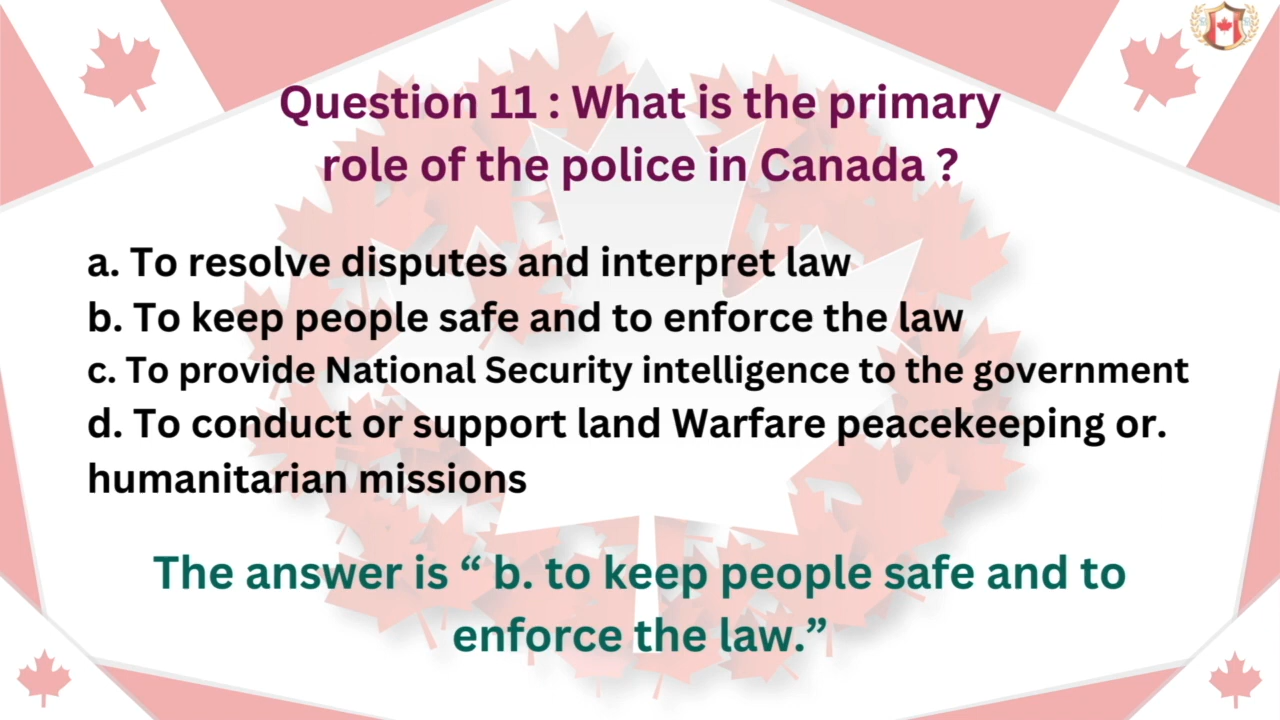 Question 11 : What is the primary
role of the police in Canada ?
a. To resolve disputes and interpret law
b. To keep people safe and to enforce the law
c. To provide National Security intelligence to the government
d. To conduct or support land Warfare peacekeeping or.
humanitarian missions
The answer is “ b. to keep people safe and to
enforce the law.”